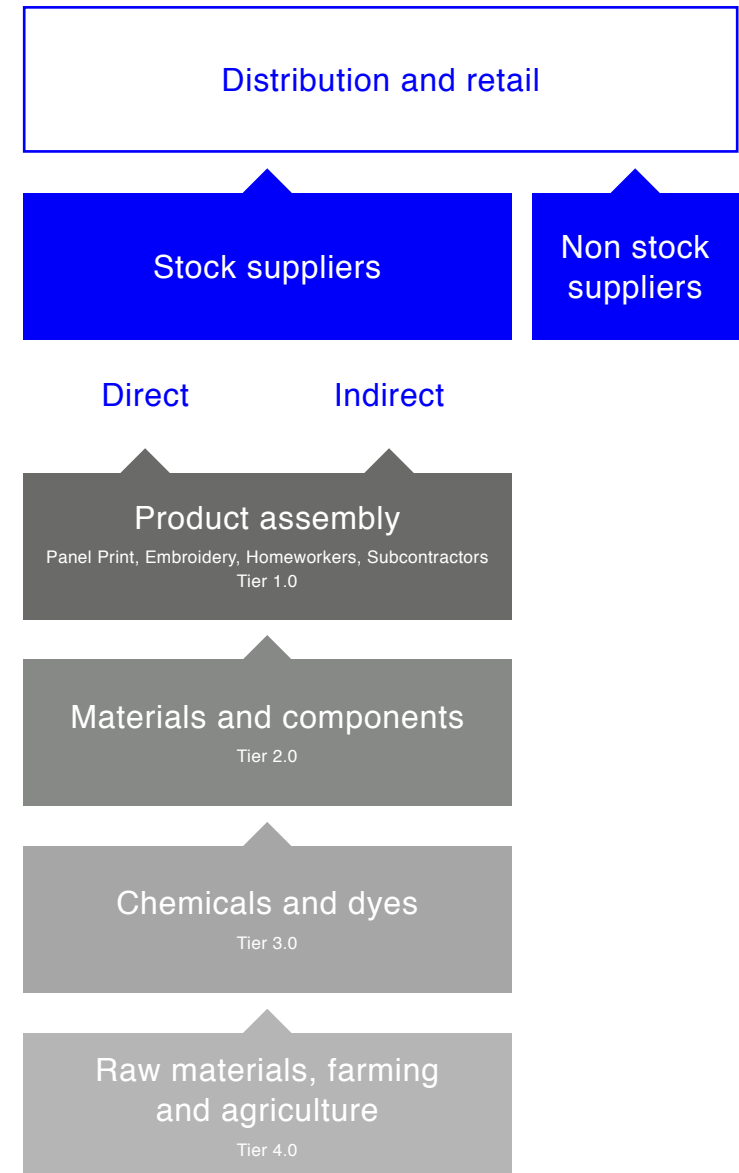 Distribution and retail
Stock suppliers
Non stock
suppliers
Direct
Indirect
Product assembly
Panel Print, Embroidery, Homeworkers, Subcontractors
Tier 1.0
Materials and components
Tier 2.0
Chemicals and dyes
Tier 3.0
Raw materials, farming
and agriculture
Tier 4.0